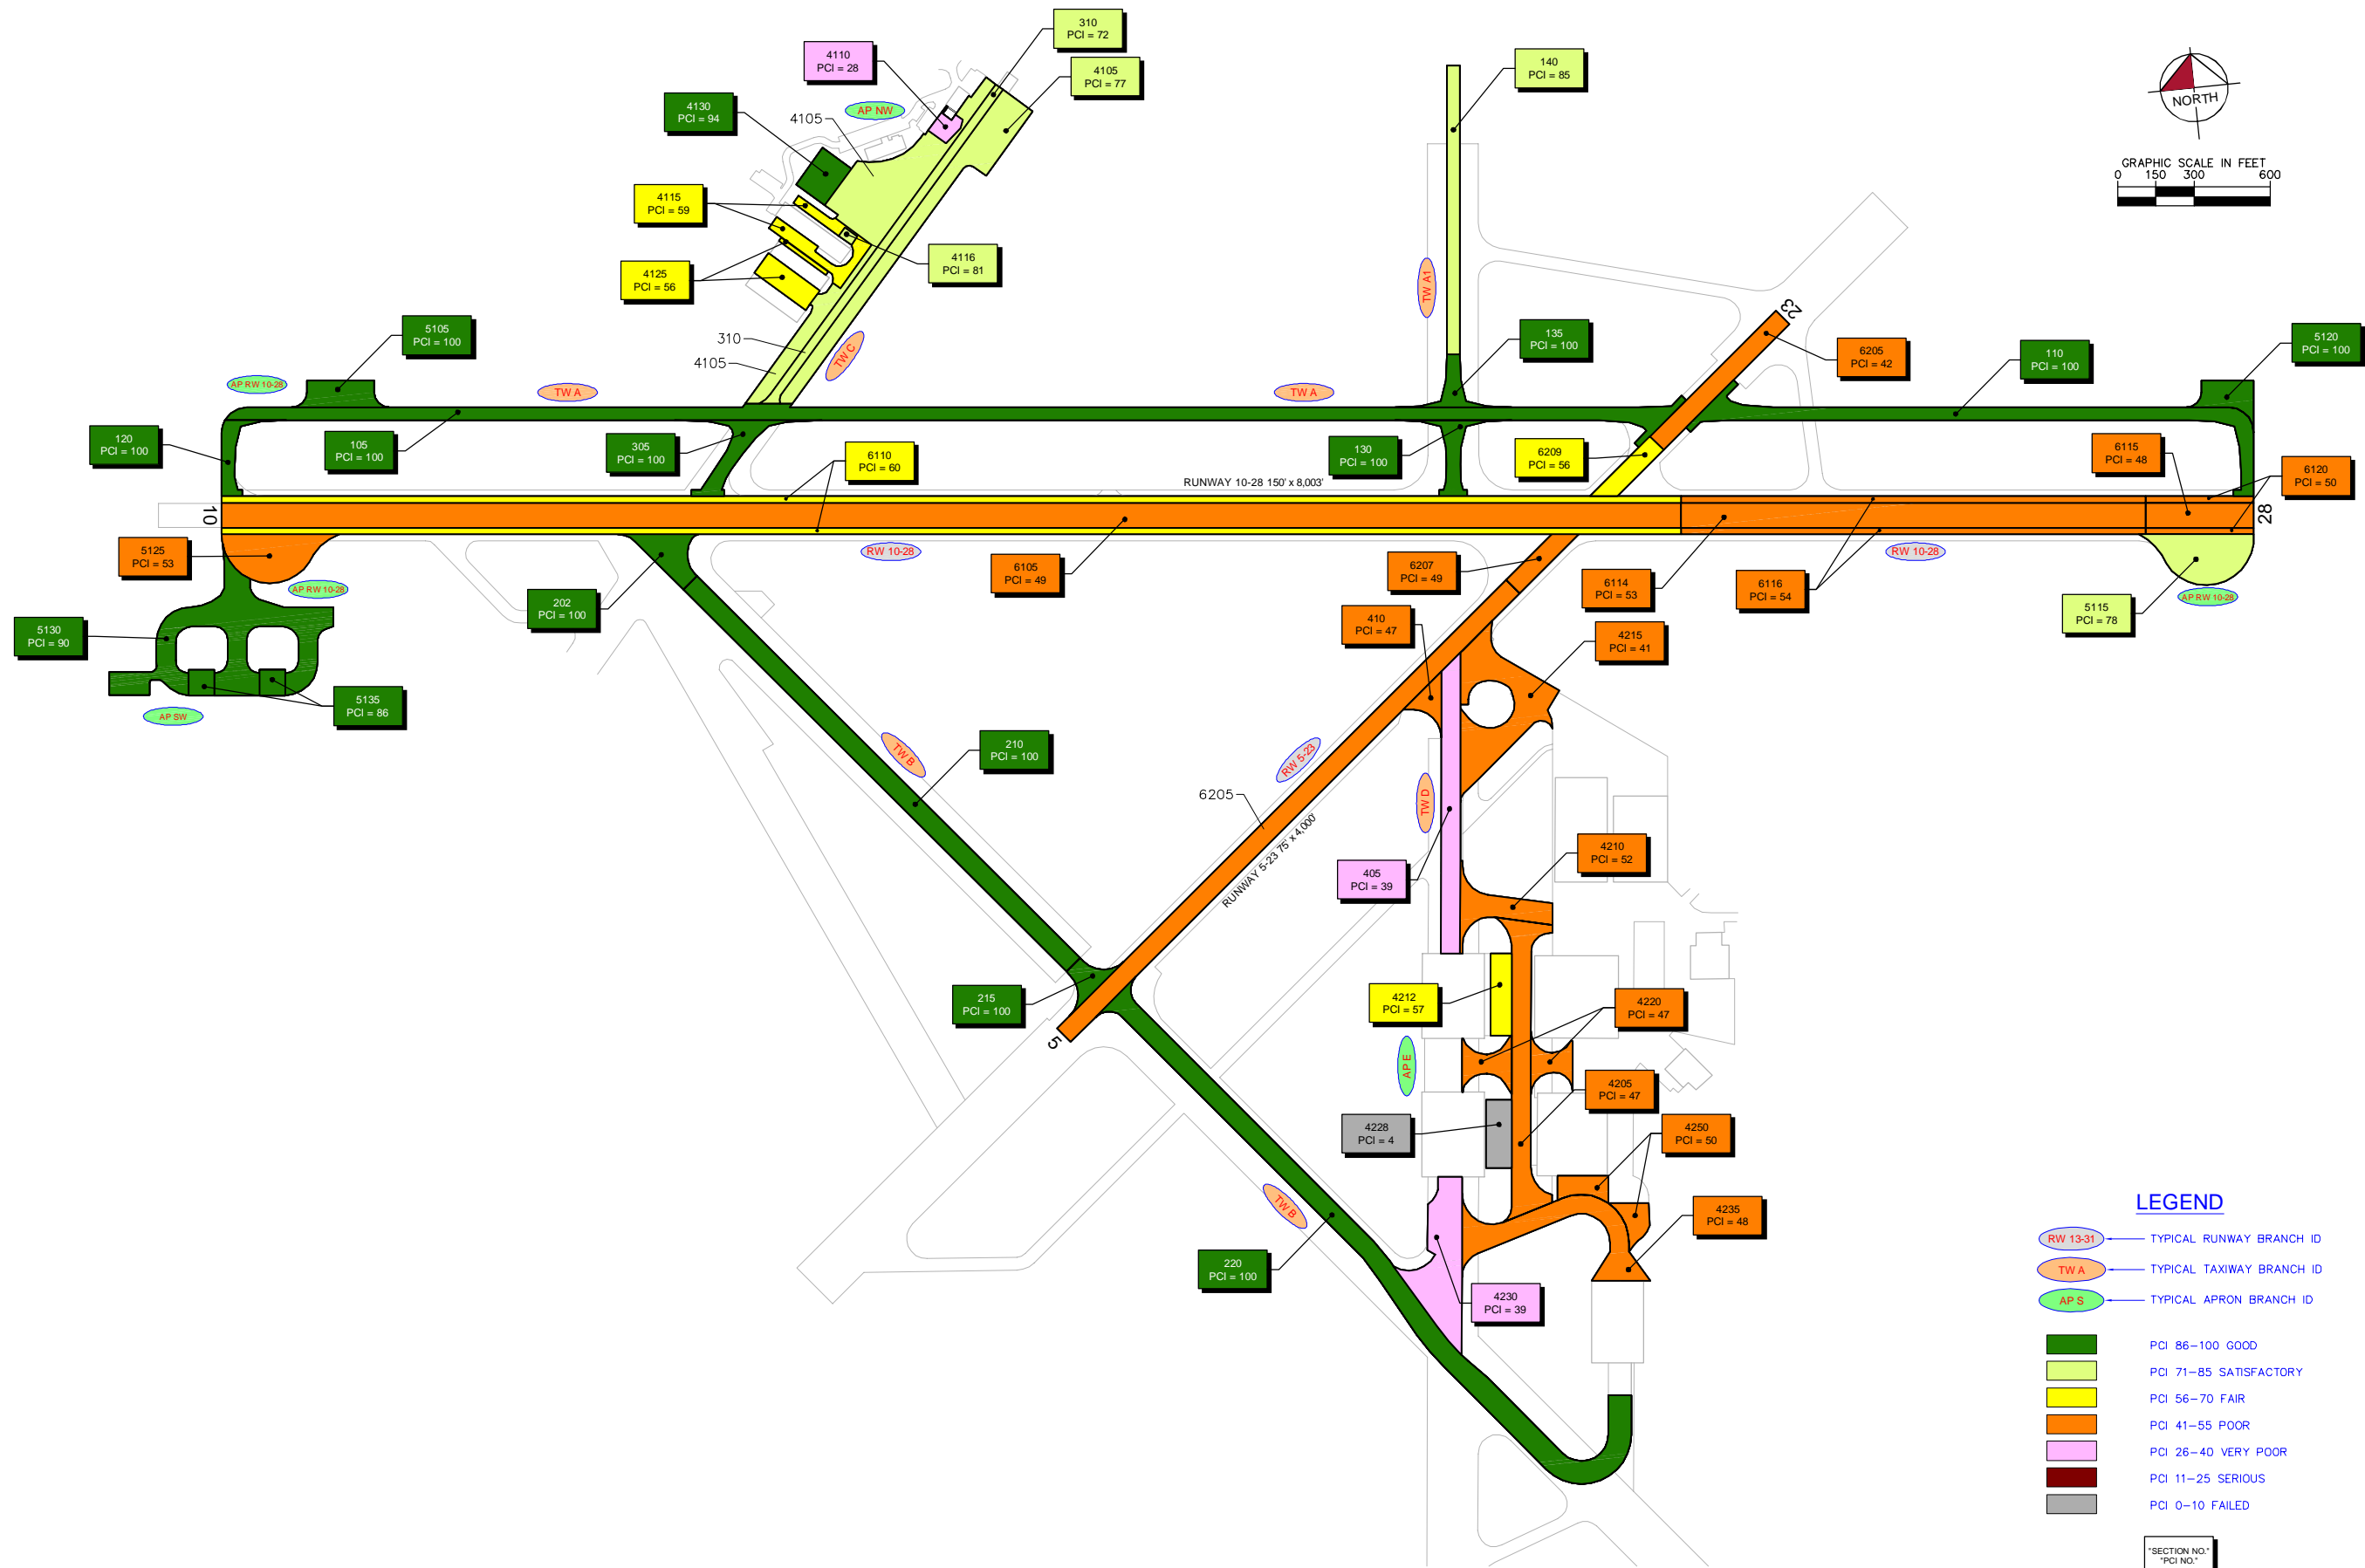 310
PCI = 72
4110
PCI = 28
4105
PCI = 77
140
PCI = 85
NORTH
GRAPHIC SCALE IN FEET
0 150 300 600
4130
PCI = 94
AP NW
4105
4115
PCI = 59
4116
PCI = 81
4125
PCI = 56
TW A1
310
4105
TW C
23
5105
PCI = 100
135
PCI = 100
6205
PCI = 42
110
PCI = 100
5120
PCI = 100
AP RW 10-28
TW A
TW A
120
PCI = 100
105
PCI = 100
305
PCI = 100
6110
PCI = 60
130
PCI = 100
6209
PCI = 56
6115
PCI = 48
6120
PCI = 50
RUNWAY 10-28 150' x 8,003'
10
28
5125
PCI = 53
RW 10-28
RW 10-28
6105
PCI = 49
6207
PCI = 49
6114
PCI = 53
6116
PCI = 54
AP RW 10-28
AP RW 10-28
202
PCI = 100
5115
PCI = 78
5130
PCI = 90
410
PCI = 47
4215
PCI = 41
5135
PCI = 86
AP SW
TW B
210
PCI = 100
RW 5-23
6205
TW D
RUNWAY 5-23 75' x 4,000'
4210
PCI = 52
405
PCI = 39
215
PCI = 100
5
4212
PCI = 57
4220
PCI = 47
AP E
4205
PCI = 47
4228
PCI = 4
4250
PCI = 50
TW B
4235
PCI = 48
220
PCI = 100
4230
PCI = 39
LEGEND
RW 13-31 TYPICAL RUNWAY BRANCH ID
TW A TYPICAL TAXIWAY BRANCH ID
AP S TYPICAL APRON BRANCH ID
PCI 86-100 GOOD
PCI 71-85 SATISFACTORY
PCI 56-70 FAIR
PCI 41-55 POOR
PCI 26-40 VERY POOR
PCI 11-25 SERIOUS
PCI 0-10 FAILED
"SECTION NO."
"PCI NO."